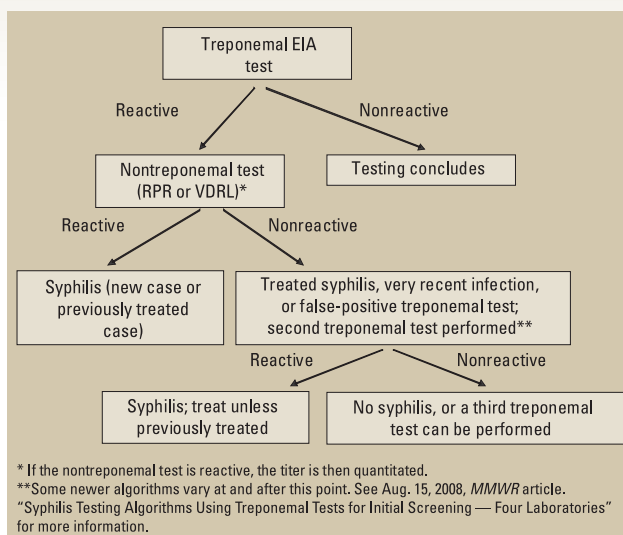 Treponemal EIA
test
Reactive
Nonreactive
Nontreponemal test
(RPR or VDRL)*
Testing concludes
Reactive
Nonreactive
Syphilis (new case or
previously treated
case)
Treated syphilis, very recent infection,
or false-positive treponemal test;
second treponemal test performed**
Reactive
Nonreactive
Syphilis; treat unless
previously treated
No syphilis, or a third treponemal
test can be performed
* If the nontreponemal test is reactive, the titer is then quantitated.
**Some newer algorithms vary at and after this point. See Aug. 15, 2008, MMWR article.
“Syphilis Testing Algorithms Using Treponemal Tests for Initial Screening — Four Laboratories”
for more information.